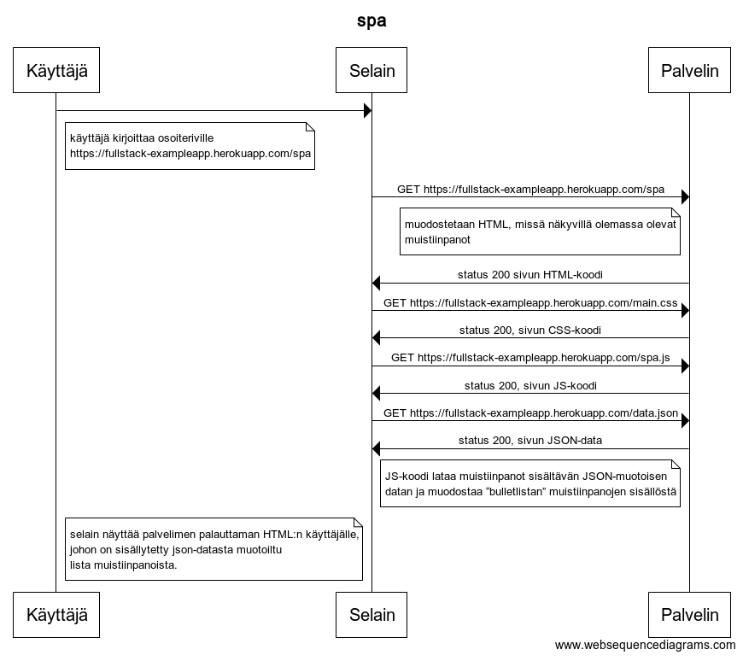 spa
Käyttäjä
Selain
Palvelin
käyttäjä kirjoittaa osoiteriville
https://fullstack-exampleapp.herokuapp.com/spa
GET https://fullstack-exampleapp.herokuapp.com/spa
muodostetaan HTML, missä näkyvillä olemassa olevat
muistiinpanot
status 200 sivun HTML-koodi
GET https://fullstack-exampleapp.herokuapp.com/main.css
status 200, sivun CSS-koodi
GET https://fullstack-exampleapp.herokuapp.com/spa.js
status 200, sivun JS-koodi
GET https://fullstack-exampleapp.herokuapp.com/data.json
status 200, sivun JSON-data
JS-koodi lataa muistiinpanot sisältävän JSON-muotoisen
datan ja muodostaa "bulletlistan" muistiinpanojen sisällöstä
selain näyttää palvelimen palauttaman HTML:n käyttäjälle,
johon on sisällytetty json-datasta muotoiltu
lista muistiinpanoista.
Käyttäjä
Selain
Palvelin
www.websequencediagrams.com